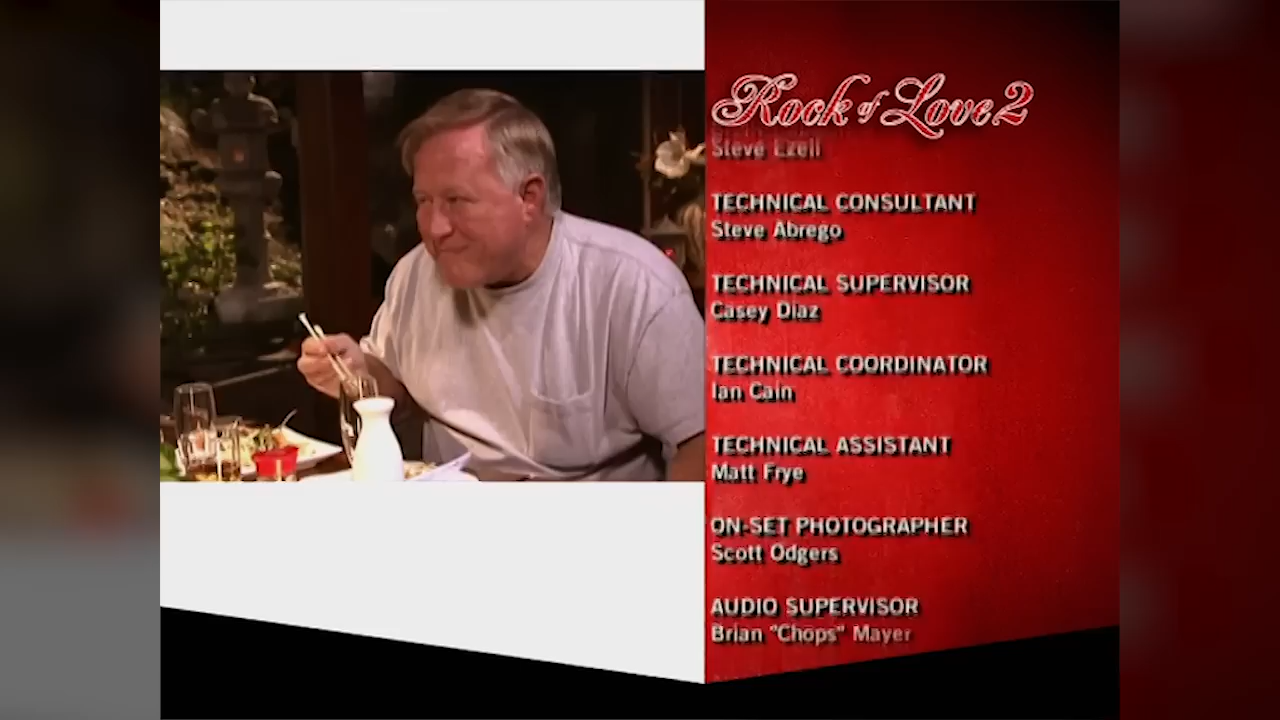 Rock of Love 2
Steve Ezell
TECHNICAL CONSULTANT
Steve Abrego
TECHNICAL SUPERVISOR
Casey Diaz
TECHNICAL COORDINATOR
Ian Cain
TECHNICAL ASSISTANT
Matt Frye
ON-SET PHOTOGRAPHER
Scott Odgers
AUDIO SUPERVISOR
Brian "Chops" Mayer